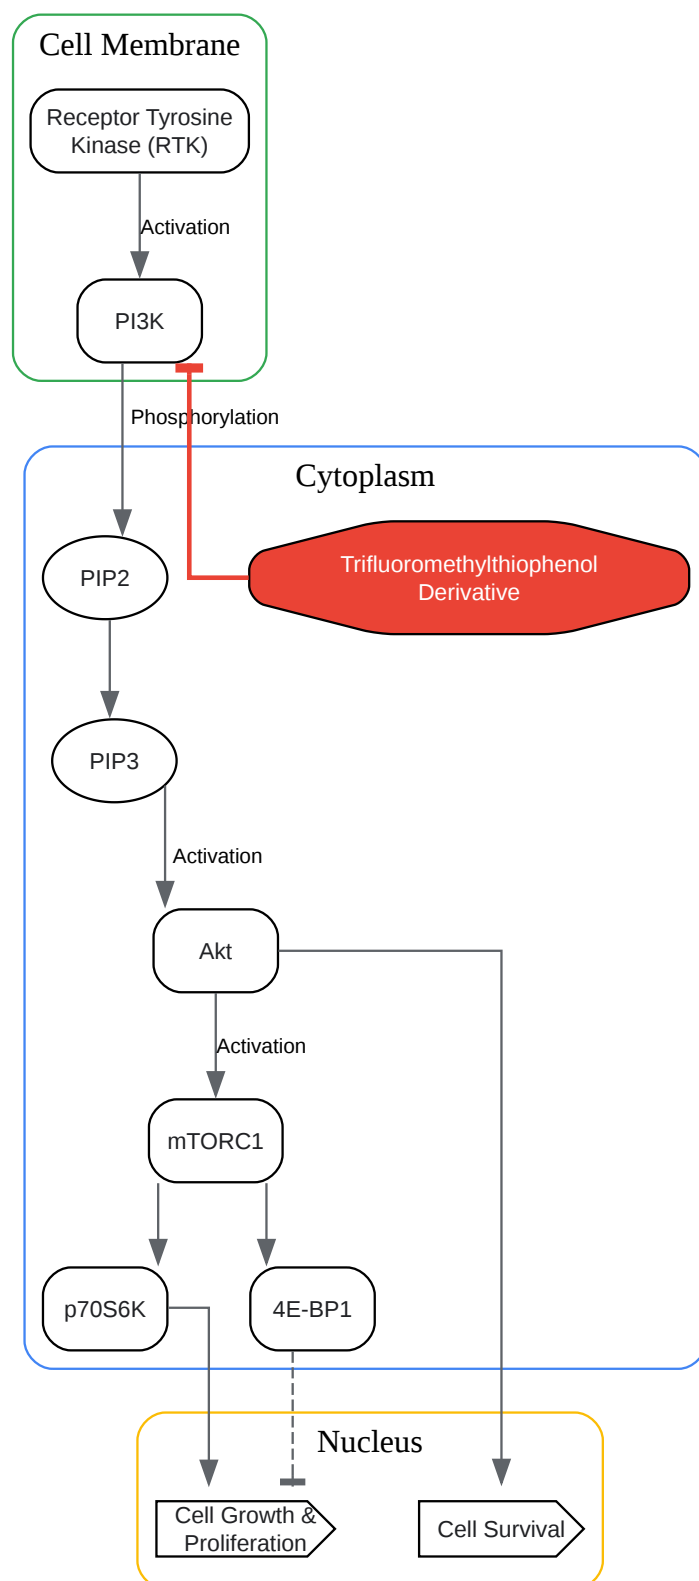 Cell Membrane
Receptor Tyrosine
Kinase (RTK)
Activation
PI3K
Phosphorylation
Cytoplasm
Trifluoromethylthiophenol
Derivative
PIP2
PIP3
Activation
Akt
Activation
mTORC1
p70S6K
4E-BP1
Nucleus
Cell Growth &
Proliferation
Cell Survival